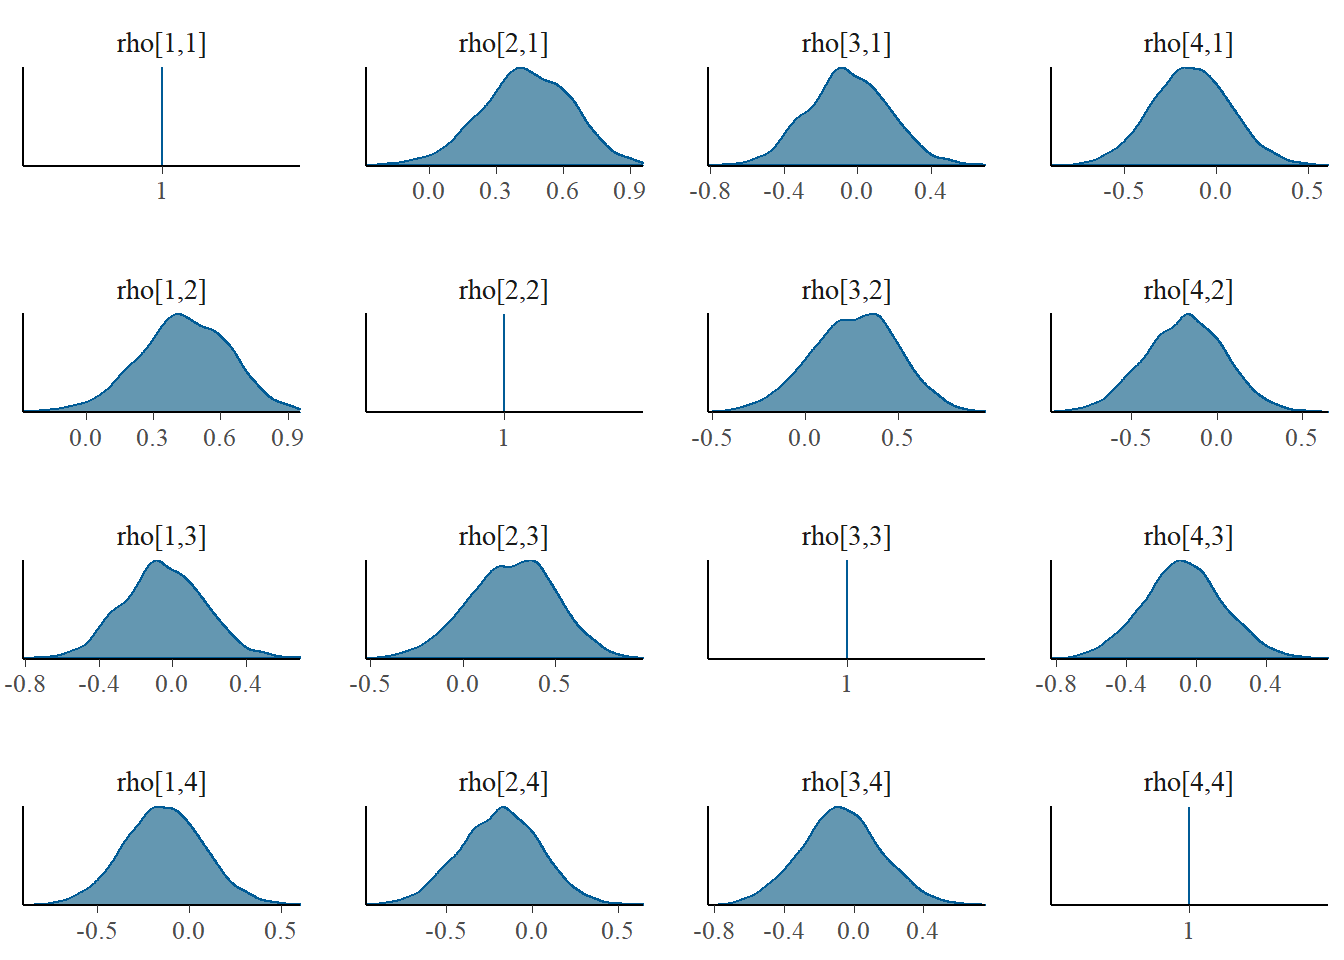 rho[1,1] rho[2,1] rho[3,1] rho[4,1]
1 0.0 0.3 0.6 0.9 -0.8 -0.4 0.0 0.4 -0.5 0.0 0.5
rho[1,2] rho[2,2] rho[3,2] rho[4,2]
0.0 0.3 0.6 0.9 1 -0.5 0.0 0.5 -0.5 0.0 0.5
rho[1,3] rho[2,3] rho[3,3] rho[4,3]
-0.8 -0.4 0.0 0.4 -0.5 0.0 0.5 1 -0.8 -0.4 0.0 0.4
rho[1,4] rho[2,4] rho[3,4] rho[4,4]
-0.5 0.0 0.5 -0.5 0.0 0.5 -0.8 -0.4 0.0 0.4 1